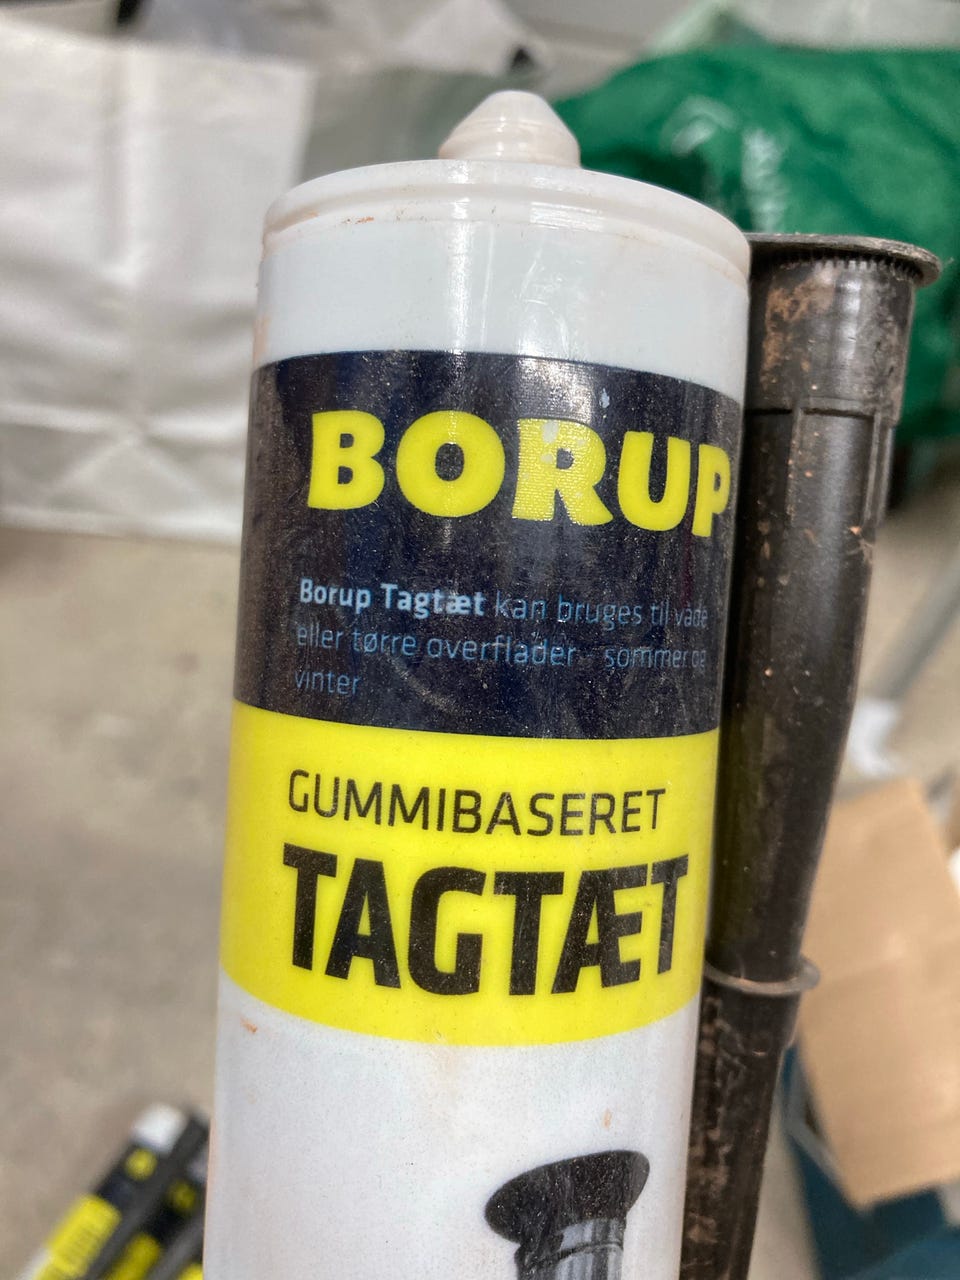 BORUP
Borup Tagtæt kan bruges til våde
eller tørre overflader - sommer og
vinter
GUMMIBASERET
TAGTÆT